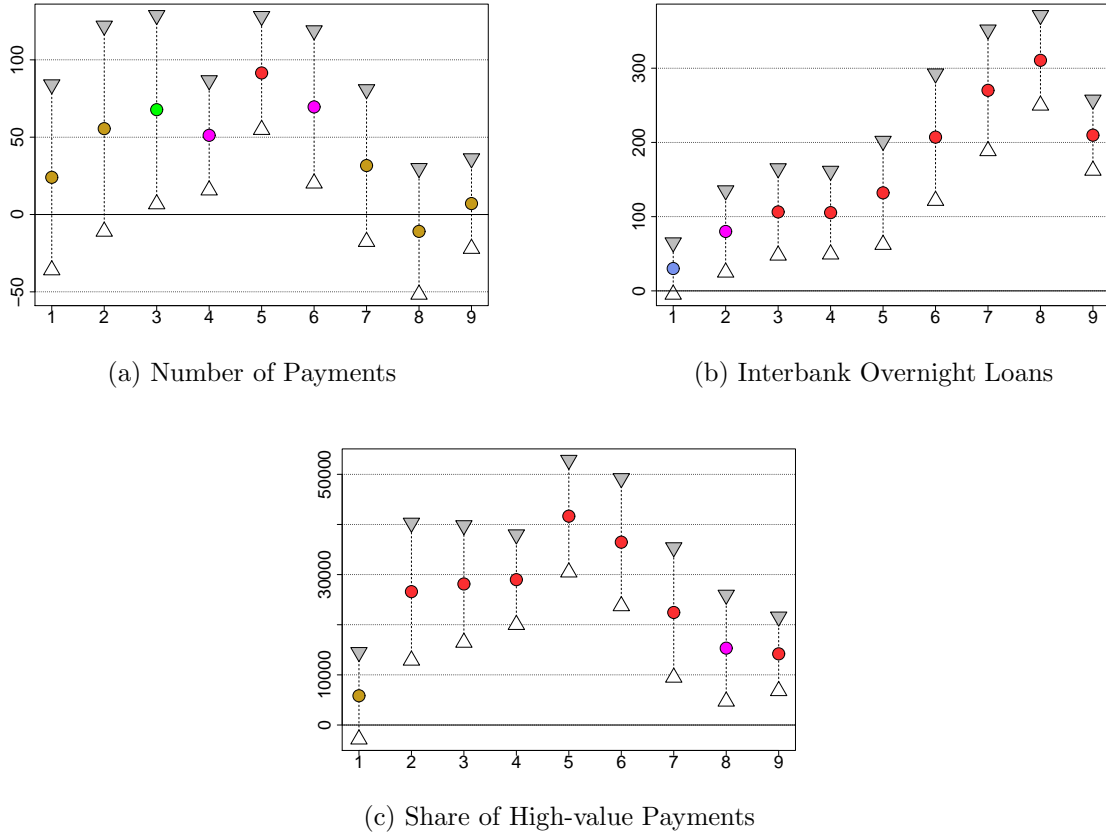 100
50
0
−50
1 2 3 4 5 6 7 8 9
(a) Number of Payments
300
200
100
0
1 2 3 4 5 6 7 8 9
(b) Interbank Overnight Loans
50000
30000
10000
0
1 2 3 4 5 6 7 8 9
(c) Share of High-value Payments